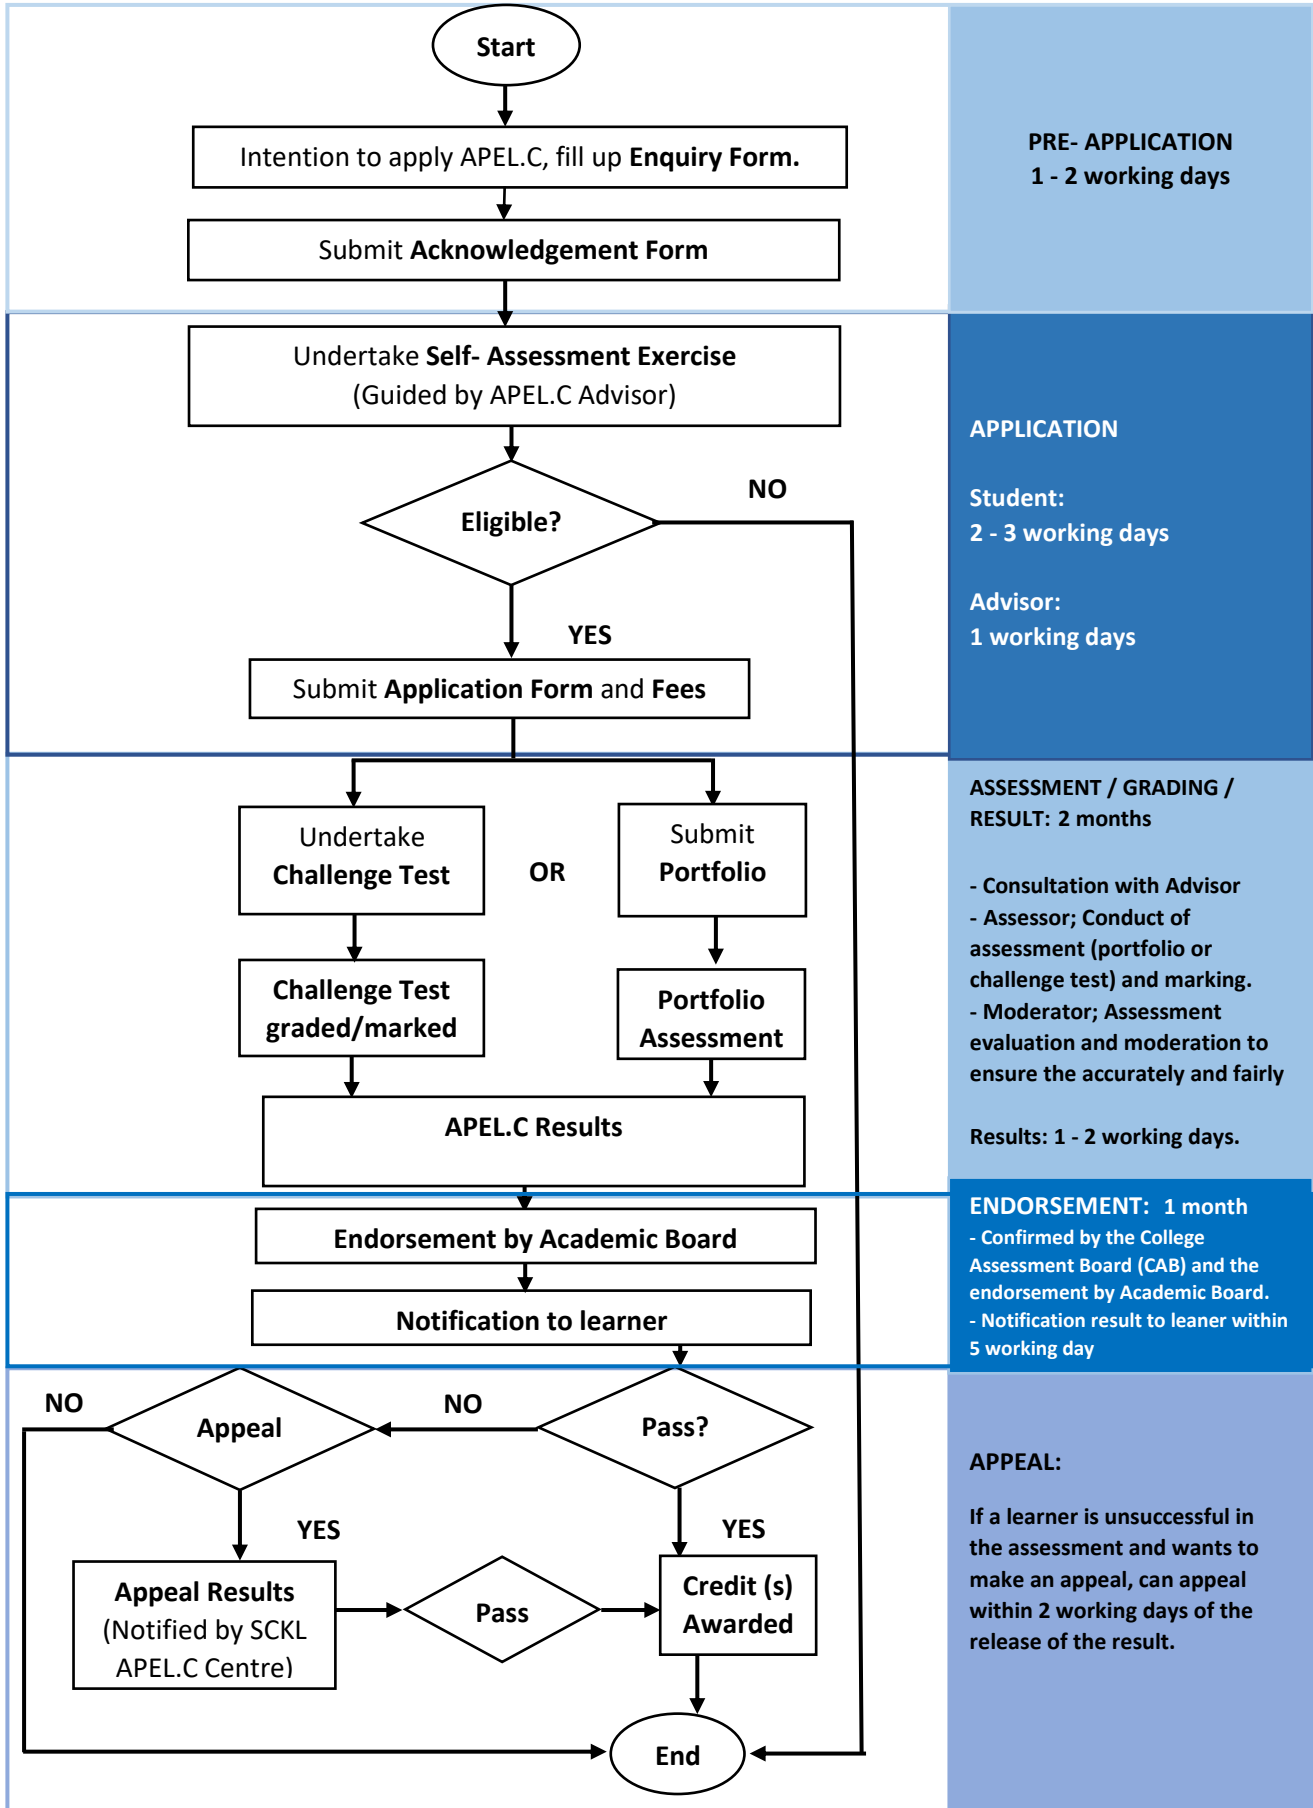 Start
Intention to apply APEL.C, fill up Enquiry Form.
Submit Acknowledgement Form
PRE- APPLICATION
1 - 2 working days
Undertake Self- Assessment Exercise
(Guided by APEL.C Advisor)
Eligible?
NO
YES
Submit Application Form and Fees
APPLICATION
Student:
2 - 3 working days
Advisor:
1 working days
Undertake
Challenge Test
OR
Submit
Portfolio
Challenge Test
graded/marked
Portfolio
Assessment
APEL.C Results
ASSESSMENT / GRADING /
RESULT: 2 months
- Consultation with Advisor
- Assessor; Conduct of
assessment (portfolio or
challenge test) and marking.
- Moderator; Assessment
evaluation and moderation to
ensure the accurately and fairly
Results: 1 - 2 working days.
Endorsement by Academic Board
Notification to learner
ENDORSEMENT: 1 month
- Confirmed by the College
Assessment Board (CAB) and the
endorsement by Academic Board.
- Notification result to leaner within
5 working day
NO
Appeal
NO
Pass?
YES
YES
Appeal Results
(Notified by SCKL
APEL.C Centre)
Pass
Credit (s)
Awarded
End
APPEAL:
If a learner is unsuccessful in
the assessment and wants to
make an appeal, can appeal
within 2 working days of the
release of the result.